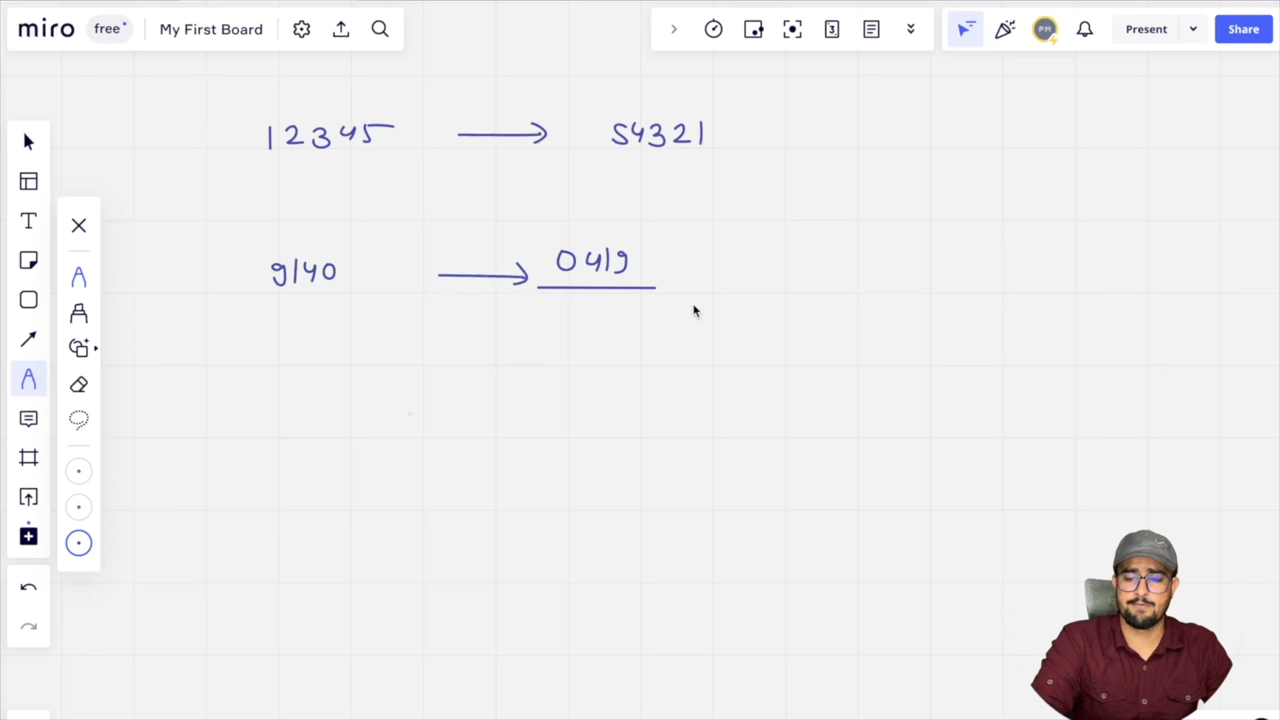 miro free My First Board Present Share
12345 → 54321
9140 → 0419